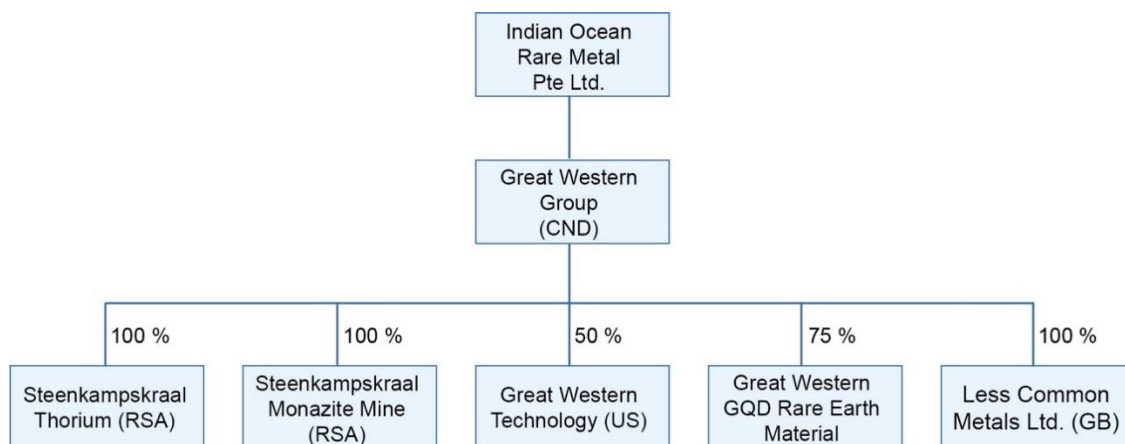 Indian Ocean
Rare Metal
Pte Ltd.
Great Western
Group
(CND)
100 %
100 %
50 %
75 %
100 %
Steenkampskraal
Thorium (RSA)
Steenkampskraal
Monazite Mine
(RSA)
Great Western
Technology (US)
Great Western
GQD Rare Earth
Material
Less Common
Metals Ltd. (GB)